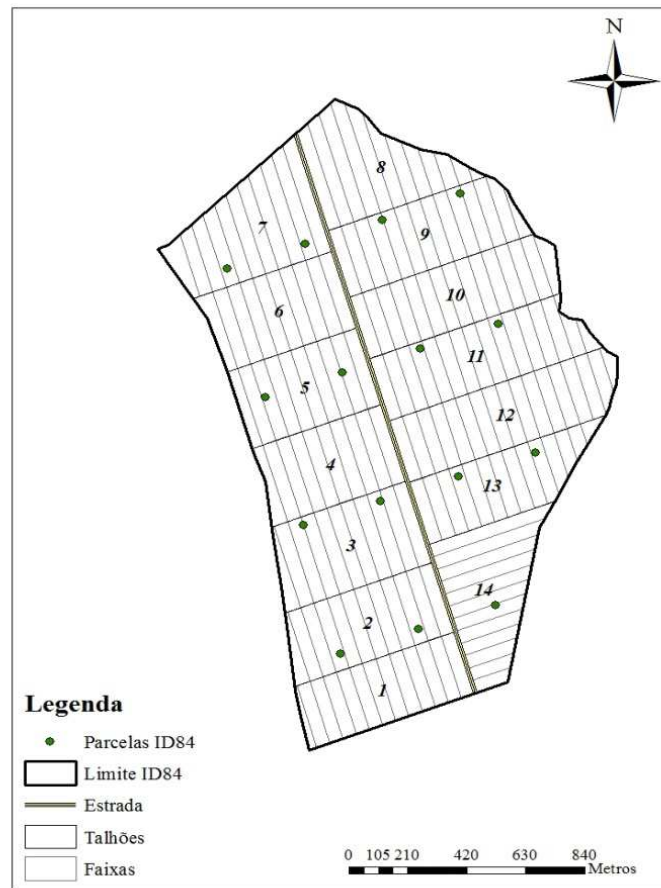 N
8
7
9
6
10
11
5
12
4
13
3
14
2
1
Legenda
Parcelas ID84
Limite ID84
Estrada
Talhões
Faixas
0 105 210 420 630 840
Metros